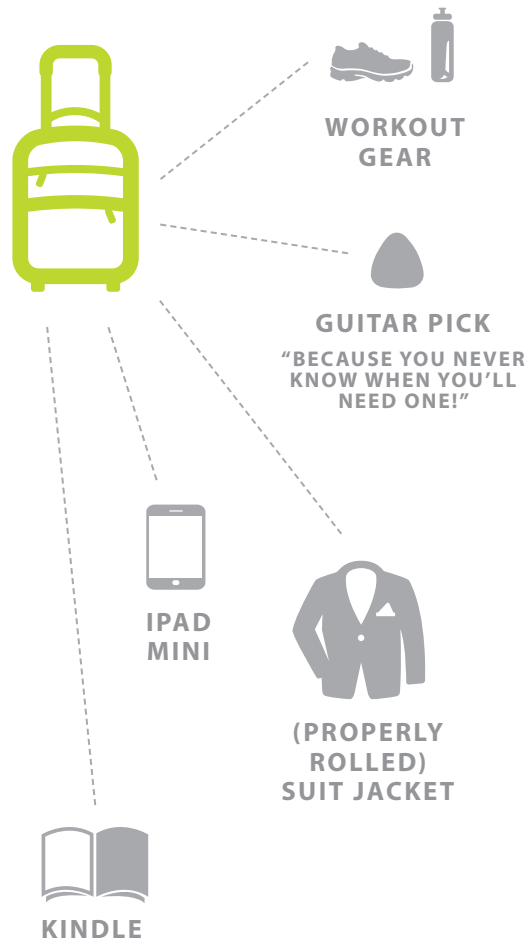 WORKOUT
GEAR
GUITAR PICK
“BECAUSE YOU NEVER
KNOW WHEN YOU’LL
NEED ONE!”
IPAD
MINI
(PROPERLY
ROLLED)
SUIT JACKET
KINDLE